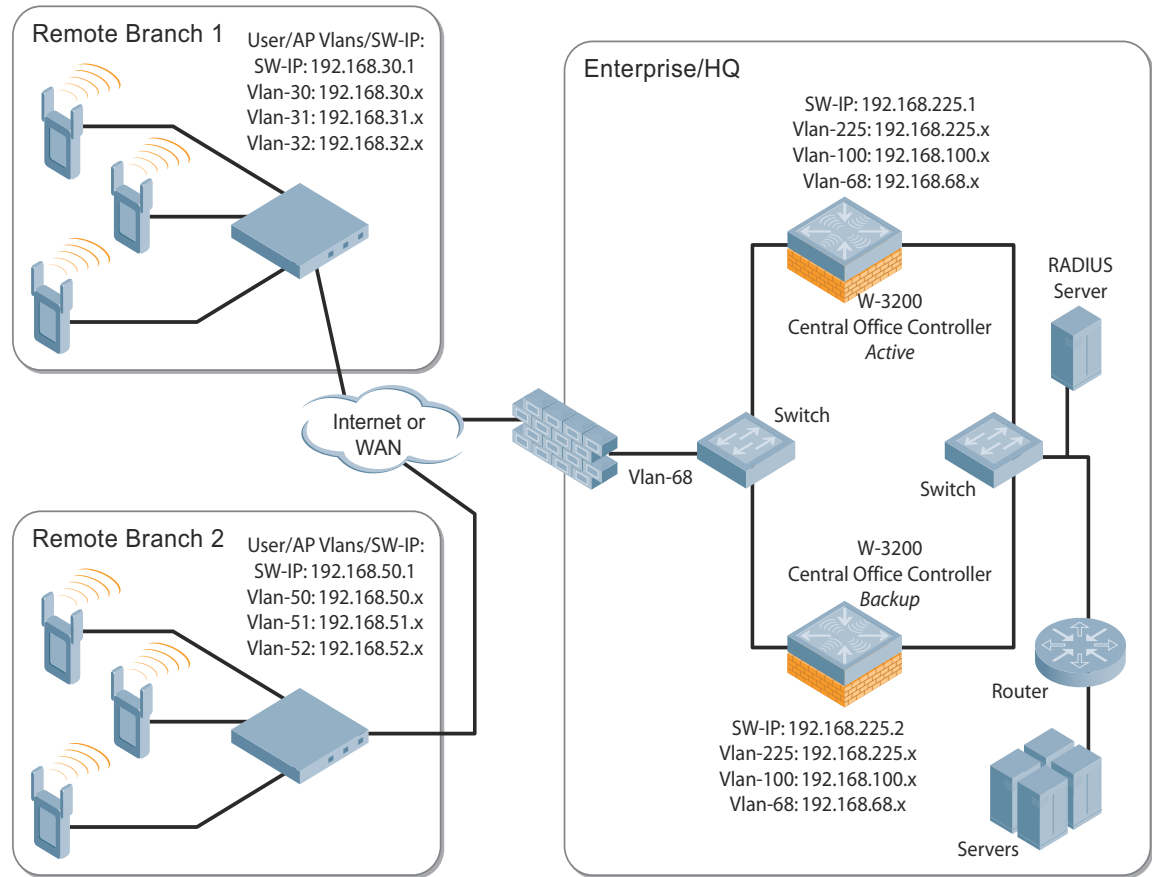 Remote Branch 1
User/AP Vlans/SW-IP:
SW-IP: 192.168.30.1
Vlan-30: 192.168.30.x
Vlan-31: 192.168.31.x
Vlan-32: 192.168.32.x
Enterprise/HQ
SW-IP: 192.168.225.1
Vlan-225: 192.168.225.x
Vlan-100: 192.168.100.x
Vlan-68: 192.168.68.x
W-3200
Central Office Controller
Active
RADIUS
Server
Internet or
WAN
Vlan-68
Switch
Switch
Remote Branch 2
User/AP Vlans/SW-IP:
SW-IP: 192.168.50.1
Vlan-50: 192.168.50.x
Vlan-51: 192.168.51.x
Vlan-52: 192.168.52.x
W-3200
Central Office Controller
Backup
SW-IP: 192.168.225.2
Vlan-225: 192.168.225.x
Vlan-100: 192.168.100.x
Vlan-68: 192.168.68.x
Router
Servers